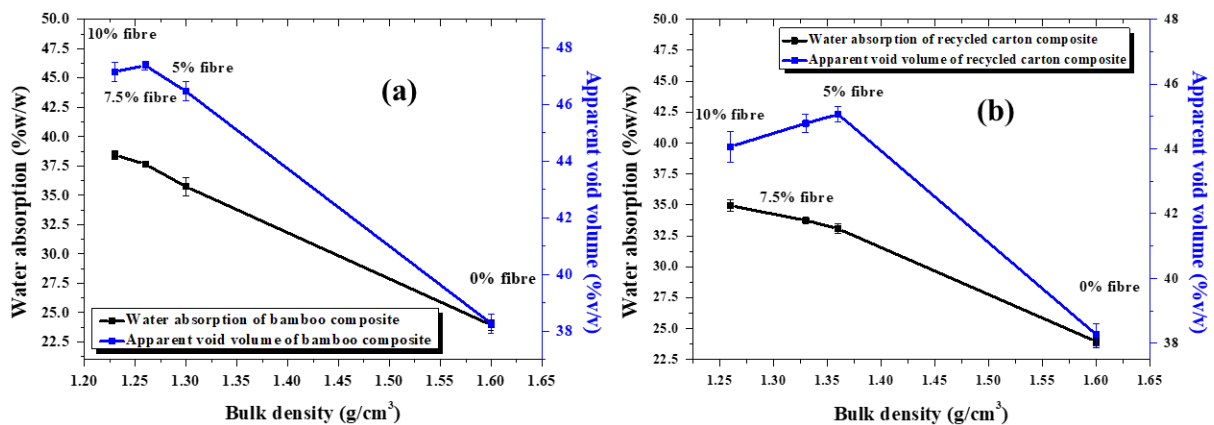 50.0
47.5
45.0
42.5
40.0
37.5
35.0
32.5
30.0
27.5
25.0
22.5
Water absorption (%w/w)
10% fibre
5% fibre
7.5% fibre
(a)
0% fibre
Water absorption of bamboo composite
Apparent void volume of bamboo composite
48
46
44
42
40
38
Apparent void volume (%v/v)
1.20 1.25 1.30 1.35 1.40 1.45 1.50 1.55 1.60 1.65
Bulk density (g/cm³)
50.0
47.5
45.0
42.5
40.0
37.5
35.0
32.5
30.0
27.5
25.0
22.5
Water absorption (%w/w)
Water absorption of recycled carton composite
Apparent void volume of recycled carton composite
5% fibre
(b)
10% fibre
7.5% fibre
0% fibre
48
46
44
42
40
38
Apparent void volume (%v/v)
1.25 1.30 1.35 1.40 1.45 1.50 1.55 1.60 1.65
Bulk density (g/cm³)